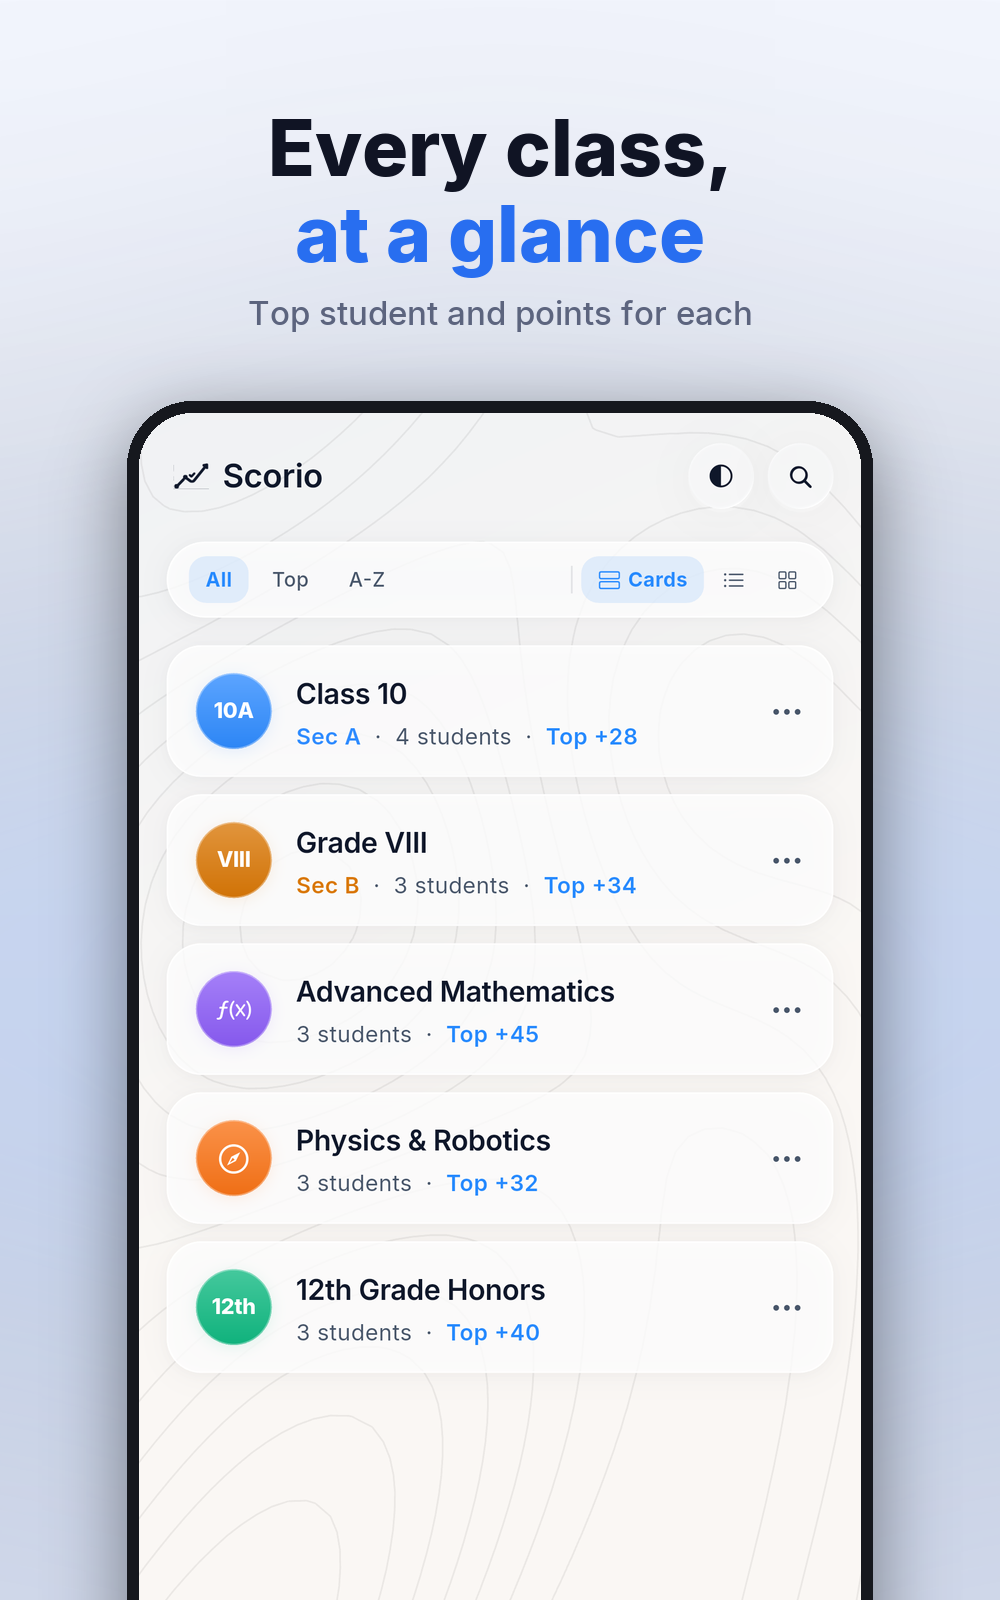 Every class,
at a glance
Top student and points for each
Scorio
All Top A-Z Cards
10A
Class 10
Sec A · 4 students · Top +28
VIII
Grade VIII
Sec B · 3 students · Top +34
ƒ(x)
Advanced Mathematics
3 students · Top +45
Physics & Robotics
3 students · Top +32
12th
12th Grade Honors
3 students · Top +40